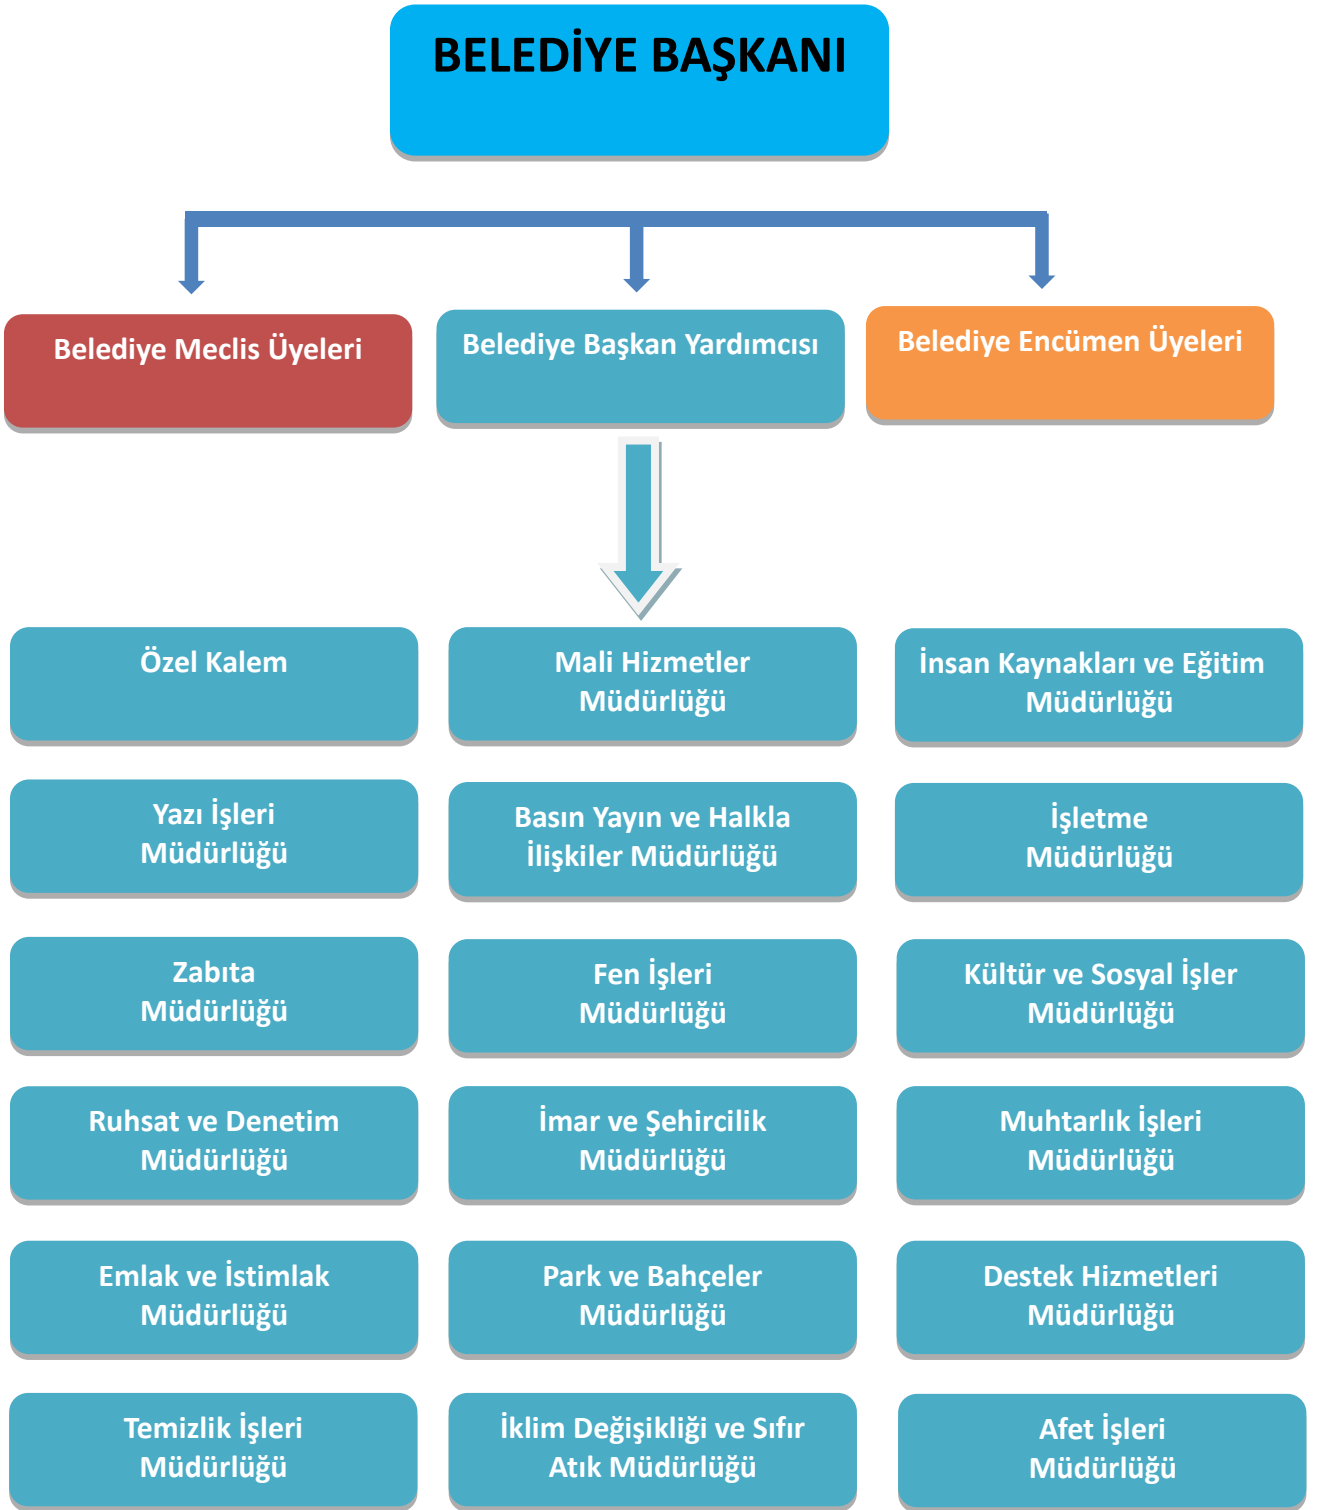 BELEDİYE BAŞKANI
Belediye Meclis Üyeleri
Belediye Başkan Yardımcısı
Belediye Encümen Üyeleri
Özel Kalem
Mali Hizmetler
Müdürlüğü
İnsan Kaynakları ve Eğitim
Müdürlüğü
Yazı İşleri
Müdürlüğü
Basın Yayın ve Halkla
İlişkiler Müdürlüğü
İşletme
Müdürlüğü
Zabıta
Müdürlüğü
Fen İşleri
Müdürlüğü
Kültür ve Sosyal İşler
Müdürlüğü
Ruhsat ve Denetim
Müdürlüğü
İmar ve Şehircilik
Müdürlüğü
Muhtarlık İşleri
Müdürlüğü
Emlak ve İstimlak
Müdürlüğü
Park ve Bahçeler
Müdürlüğü
Destek Hizmetleri
Müdürlüğü
Temizlik İşleri
Müdürlüğü
İklim Değişikliği ve Sıfır
Atık Müdürlüğü
Afet İşleri
Müdürlüğü